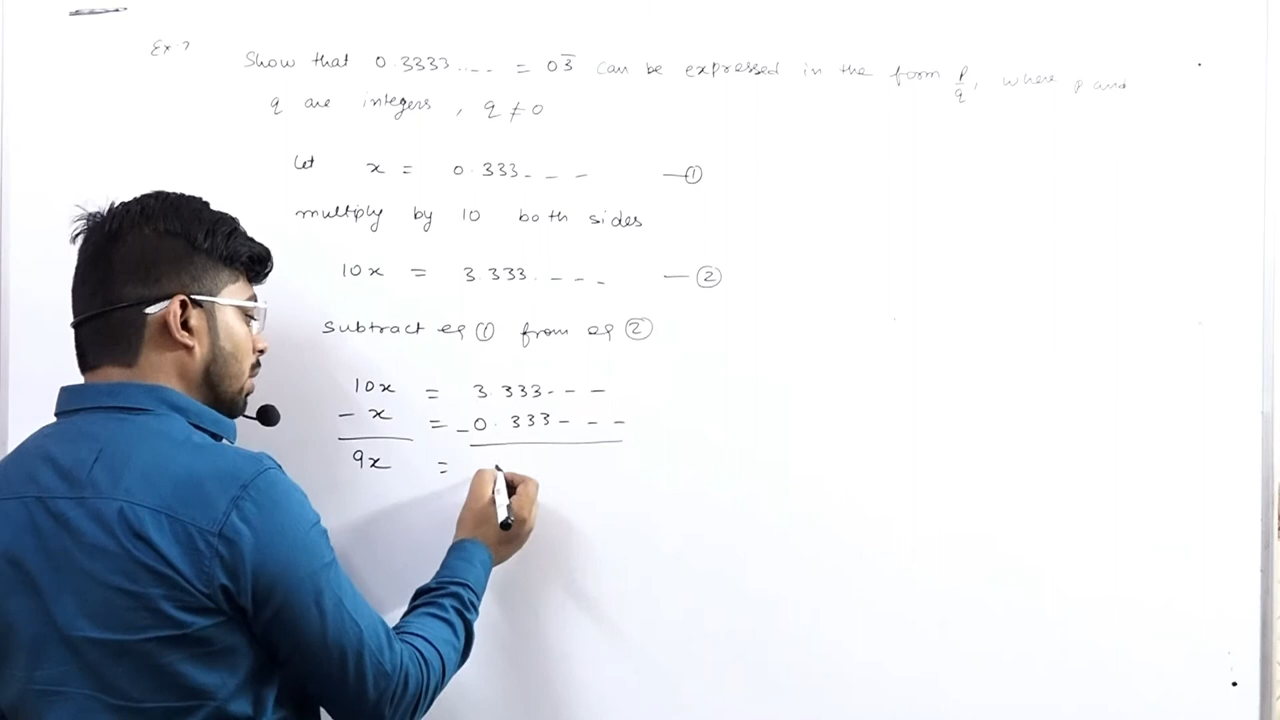 Ex.7 Show that 0.3333.... = 03̅ can be expressed in the form p/q, where p and
q are integers, q ≠ 0
Let x = 0.333--- —①
multiply by 10 both sides
10x = 3.333.--- —②
Subtract eq ① from eq ②
10x = 3.333---
- x = -0.333---
9x =